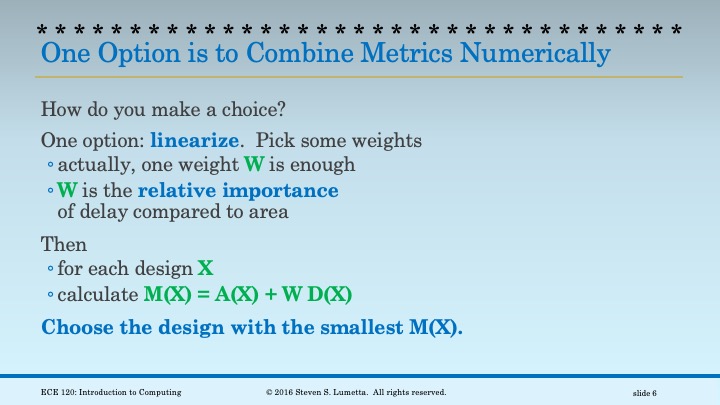 * * * * * * * * * * * * * * * * * * * * * * * * * * * * * * * * * * *
One Option is to Combine Metrics Numerically
How do you make a choice?
One option: linearize. Pick some weights
◦ actually, one weight W is enough
◦ W is the relative importance
of delay compared to area
Then
◦ for each design X
◦ calculate M(X) = A(X) + W D(X)
Choose the design with the smallest M(X).
ECE 120: Introduction to Computing
© 2016 Steven S. Lumetta. All rights reserved.
slide 6